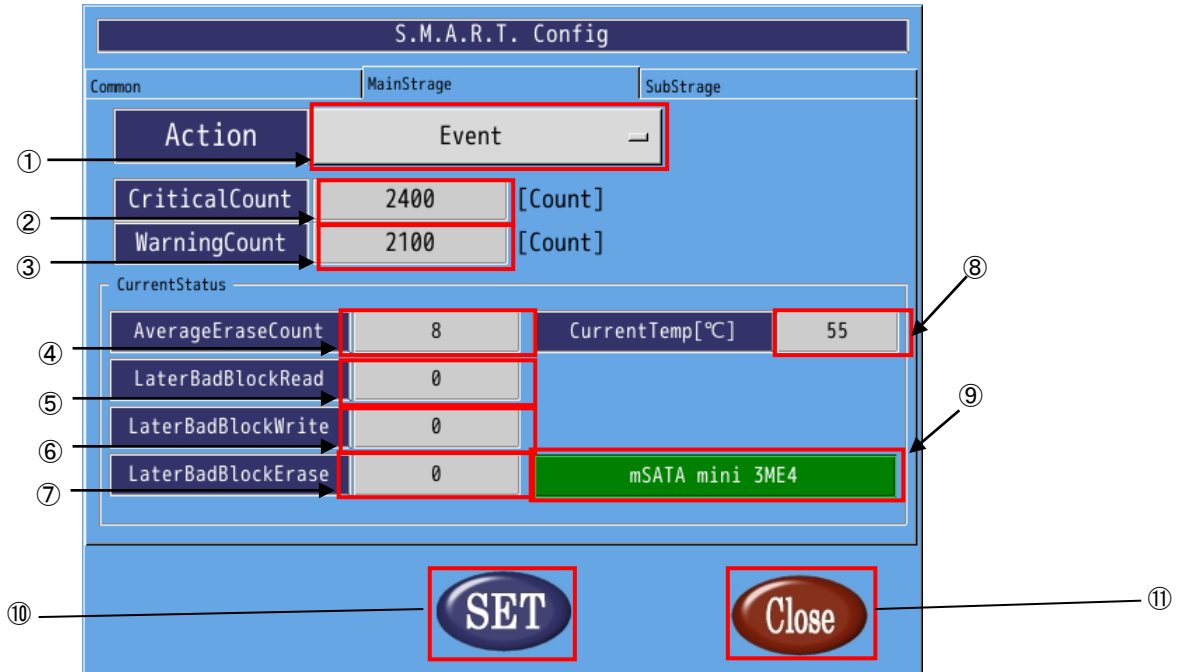 S.M.A.R.T. Config
Common MainStrage SubStrage
① Action Event
② CriticalCount 2400 [Count]
③ WarningCount 2100 [Count]
CurrentStatus
④ AverageEraseCount 8 CurrentTemp[℃] 55 ⑧
⑤ LaterBadBlockRead 0
⑥ LaterBadBlockWrite 0
⑦ LaterBadBlockErase 0 mSATA mini 3ME4 ⑨
⑩ SET Close ⑪